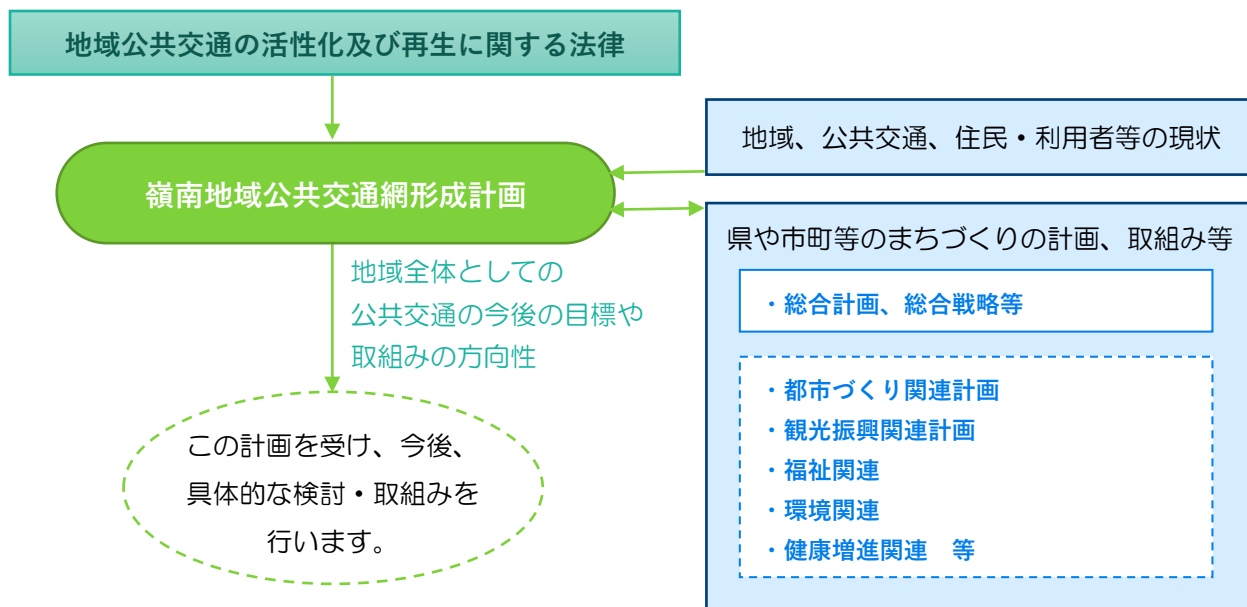 地域公共交通の活性化及び再生に関する法律
嶺南地域公共交通網形成計画
地域全体としての
公共交通の今後の目標や
取組みの方向性
この計画を受け、今後、
具体的な検討・取組みを
行います。
地域、公共交通、住民・利用者等の現状
県や市町等のまちづくりの計画、取組み等
・総合計画、総合戦略等
・都市づくり関連計画
・観光振興関連計画
・福祉関連
・環境関連
・健康増進関連　等